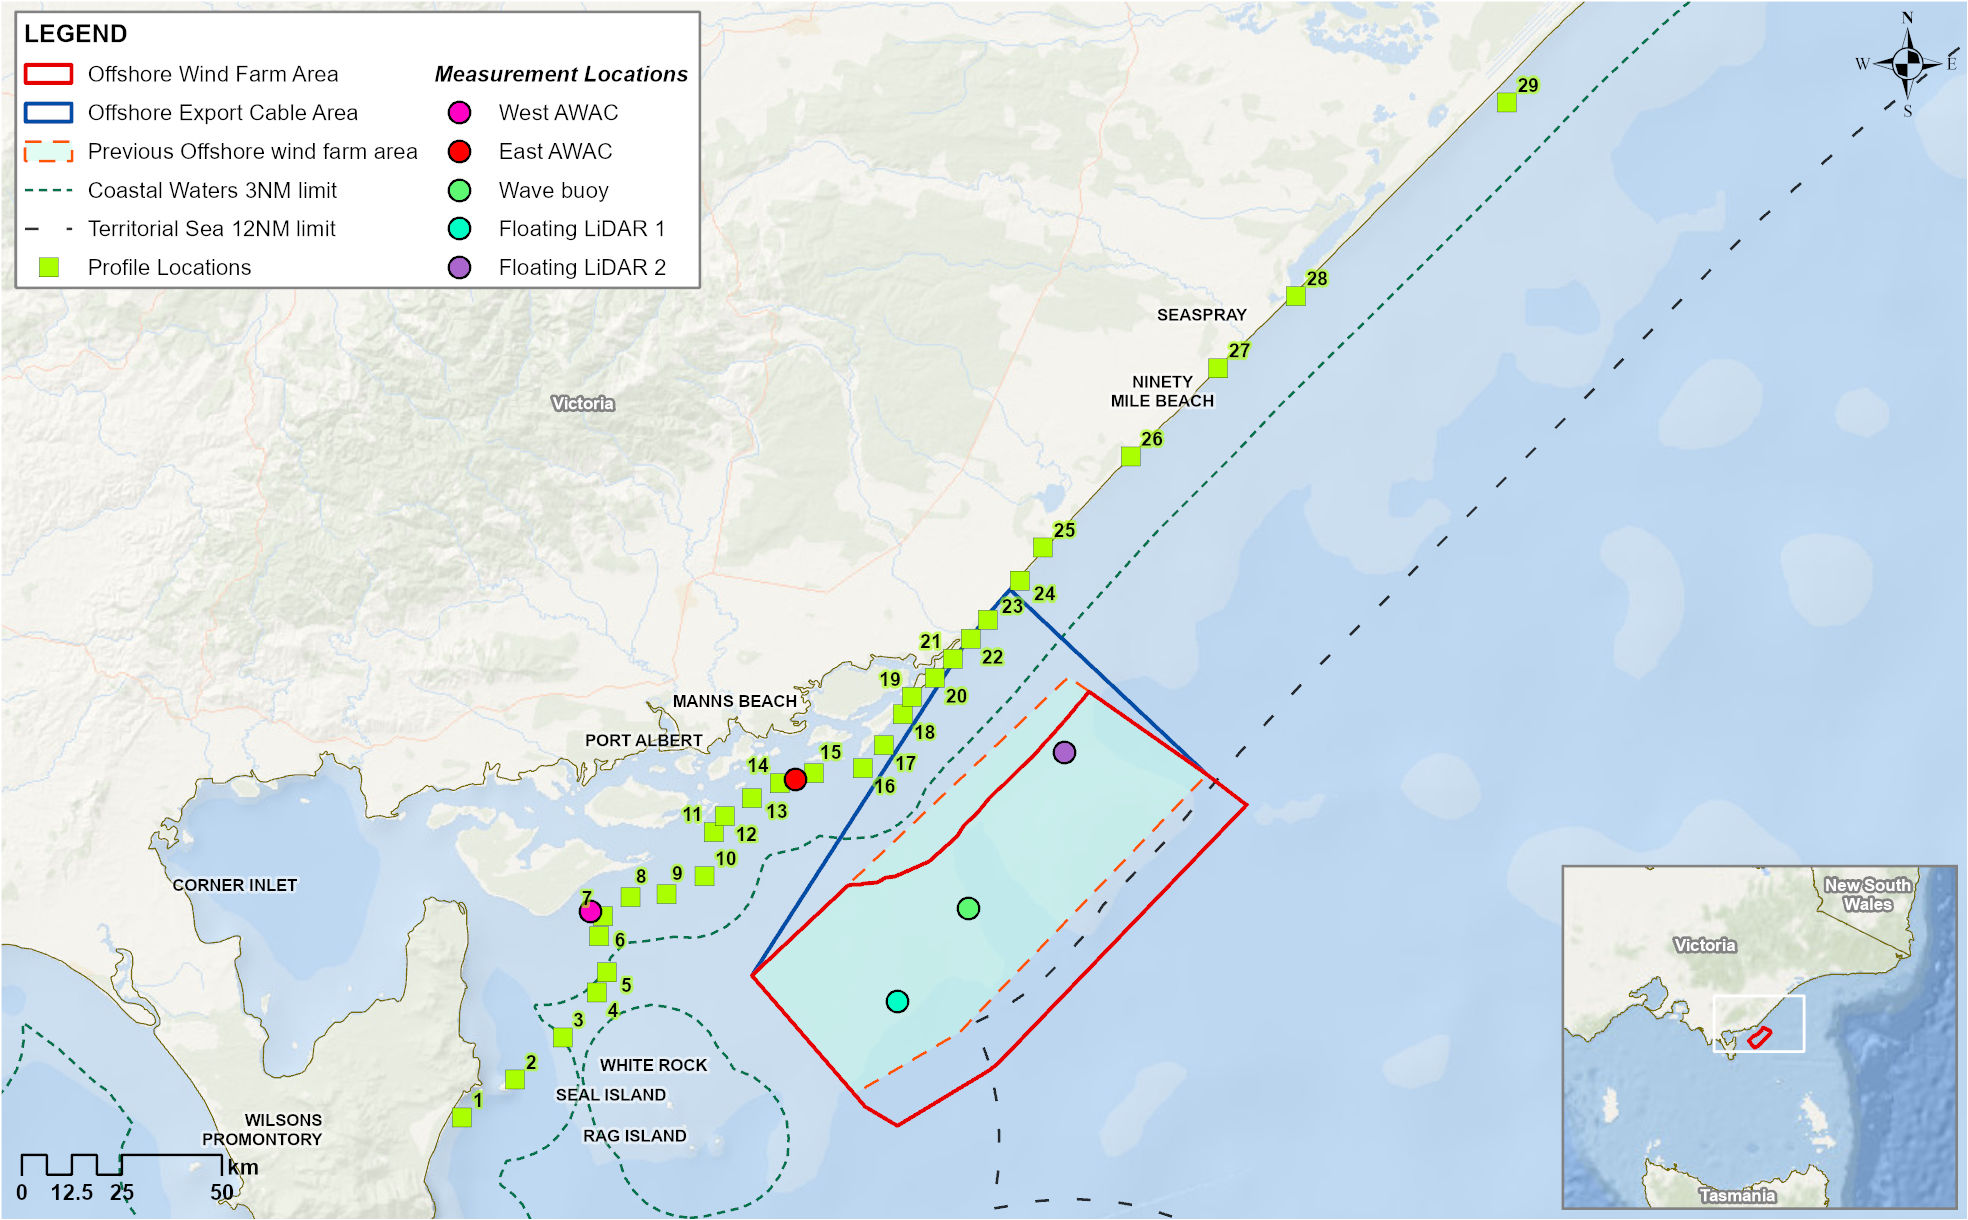 LEGEND
Offshore Wind Farm Area
Offshore Export Cable Area
Previous Offshore wind farm area
Coastal Waters 3NM limit
Territorial Sea 12NM limit
Profile Locations
Measurement Locations
West AWAC
East AWAC
Wave buoy
Floating LiDAR 1
Floating LiDAR 2
N
W
E
S
29
28
SEASPRAY
27
NINETY
MILE BEACH
Victoria
26
25
24
23
21
22
19
20
MANNS BEACH
18
PORT ALBERT
15
17
14
16
13
11
12
10
9
8
CORNER INLET
7
6
5
4
3
WHITE ROCK
2
SEAL ISLAND
1
WILSONS
PROMONTORY
RAG ISLAND
km
0 12.5 25 50
New South
Wales
Victoria
Tasmania